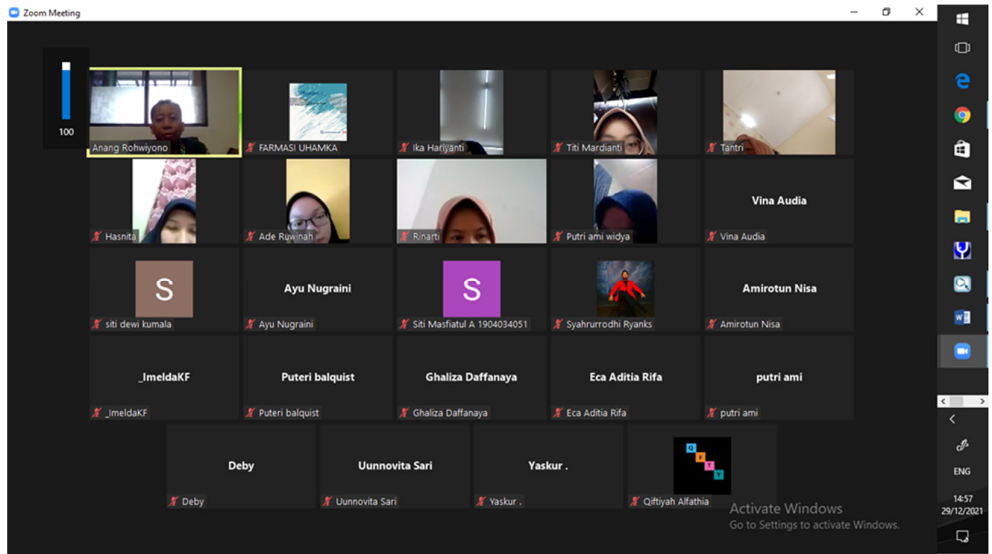 Zoom Meeting
100
Anang Rohwiyono
FARMASI UHAMKA
Ika Hariyanti
Titi Mardianti
Tantri
Hasnita
Ade Ruwinah
Rinarti
Putri ami widya
Vina Audia
Vina Audia
S
siti dewi kumala
Ayu Nugraini
Ayu Nugraini
S
Siti Masfiatul A 1904034051
Syahrurrodhi Ryanks
Amirotun Nisa
Amirotun Nisa
_ImeldaKF
_ImeldaKF
Puteri balquist
Puteri balquist
Ghaliza Daffanaya
Ghaliza Daffanaya
Eca Aditia Rifa
Eca Aditia Rifa
putri ami
putri ami
Deby
Deby
Uunnovita Sari
Uunnovita Sari
Yaskur .
Yaskur .
Q
F
T
Y
Qiftiyah Alfathia
Activate Windows
Go to Settings to activate Windows.
ENG
14:57
29/12/2021